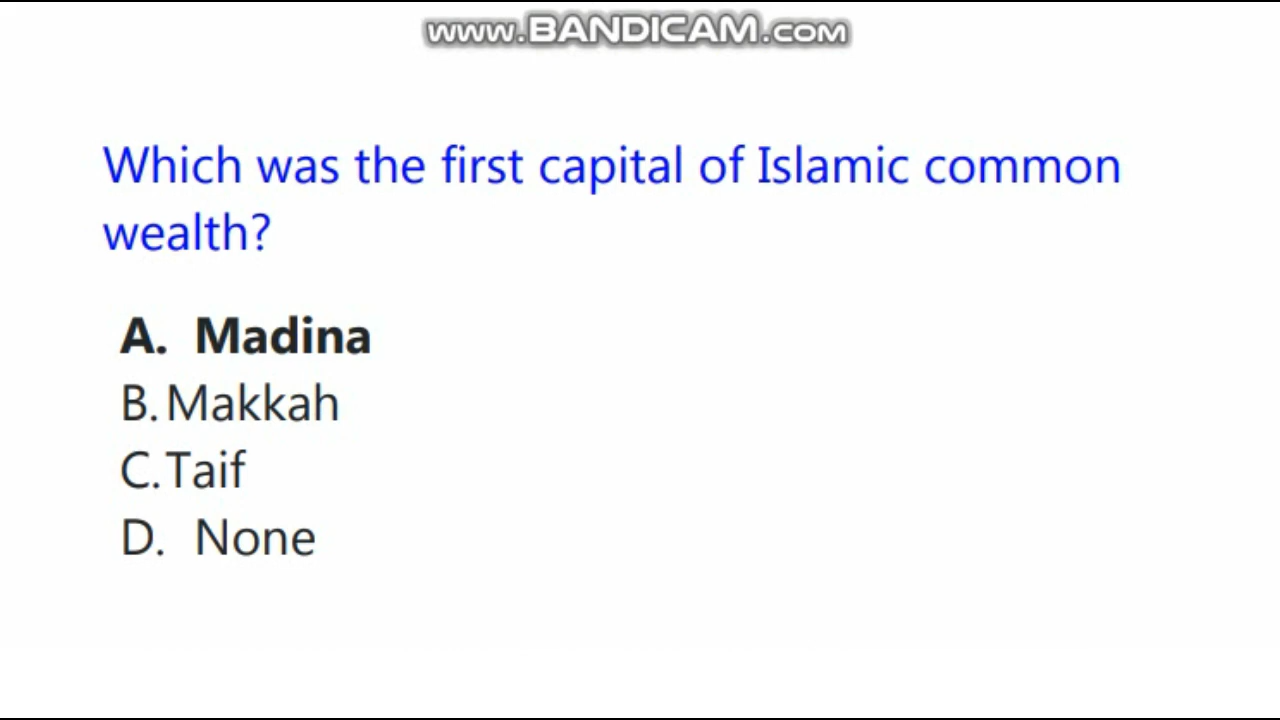 www.BANDICAM.com
Which was the first capital of Islamic common
wealth?
A. Madina
B. Makkah
C. Taif
D. None